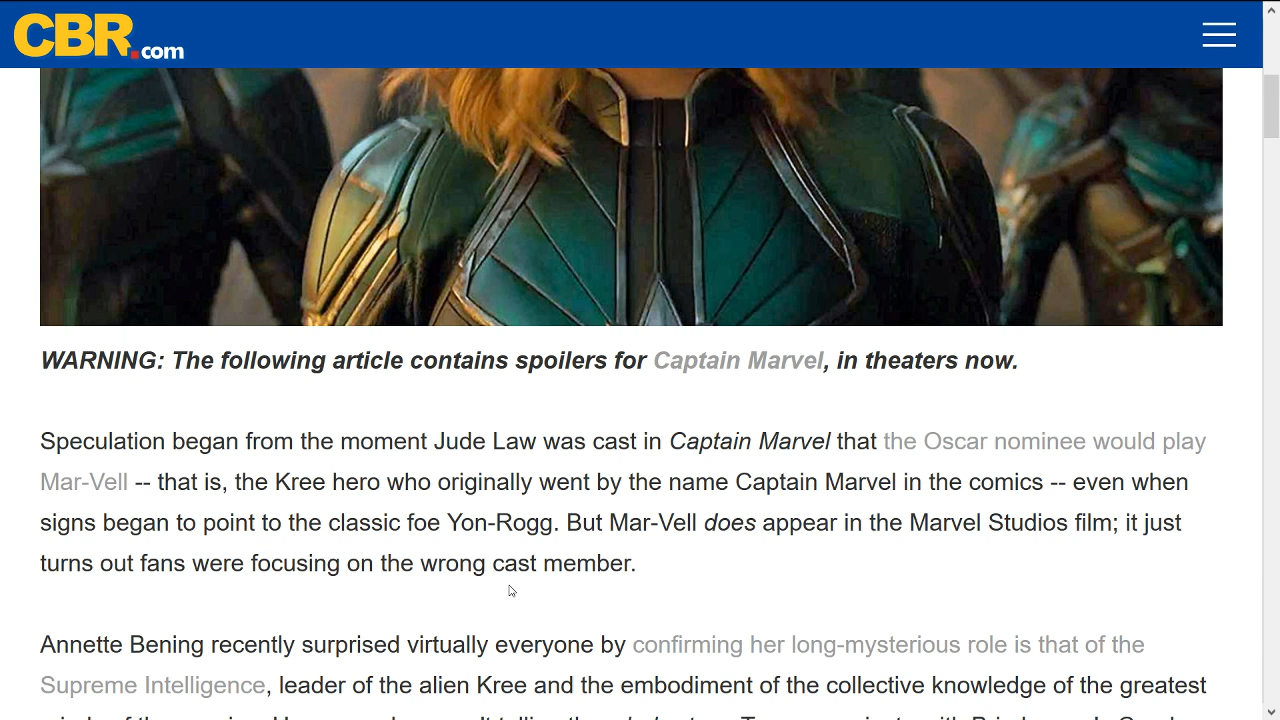 CBR.com
WARNING: The following article contains spoilers for Captain Marvel, in theaters now.
Speculation began from the moment Jude Law was cast in Captain Marvel that the Oscar nominee would play
Mar-Vell -- that is, the Kree hero who originally went by the name Captain Marvel in the comics -- even when
signs began to point to the classic foe Yon-Rogg. But Mar-Vell does appear in the Marvel Studios film; it just
turns out fans were focusing on the wrong cast member.
Annette Bening recently surprised virtually everyone by confirming her long-mysterious role is that of the
Supreme Intelligence, leader of the alien Kree and the embodiment of the collective knowledge of the greatest